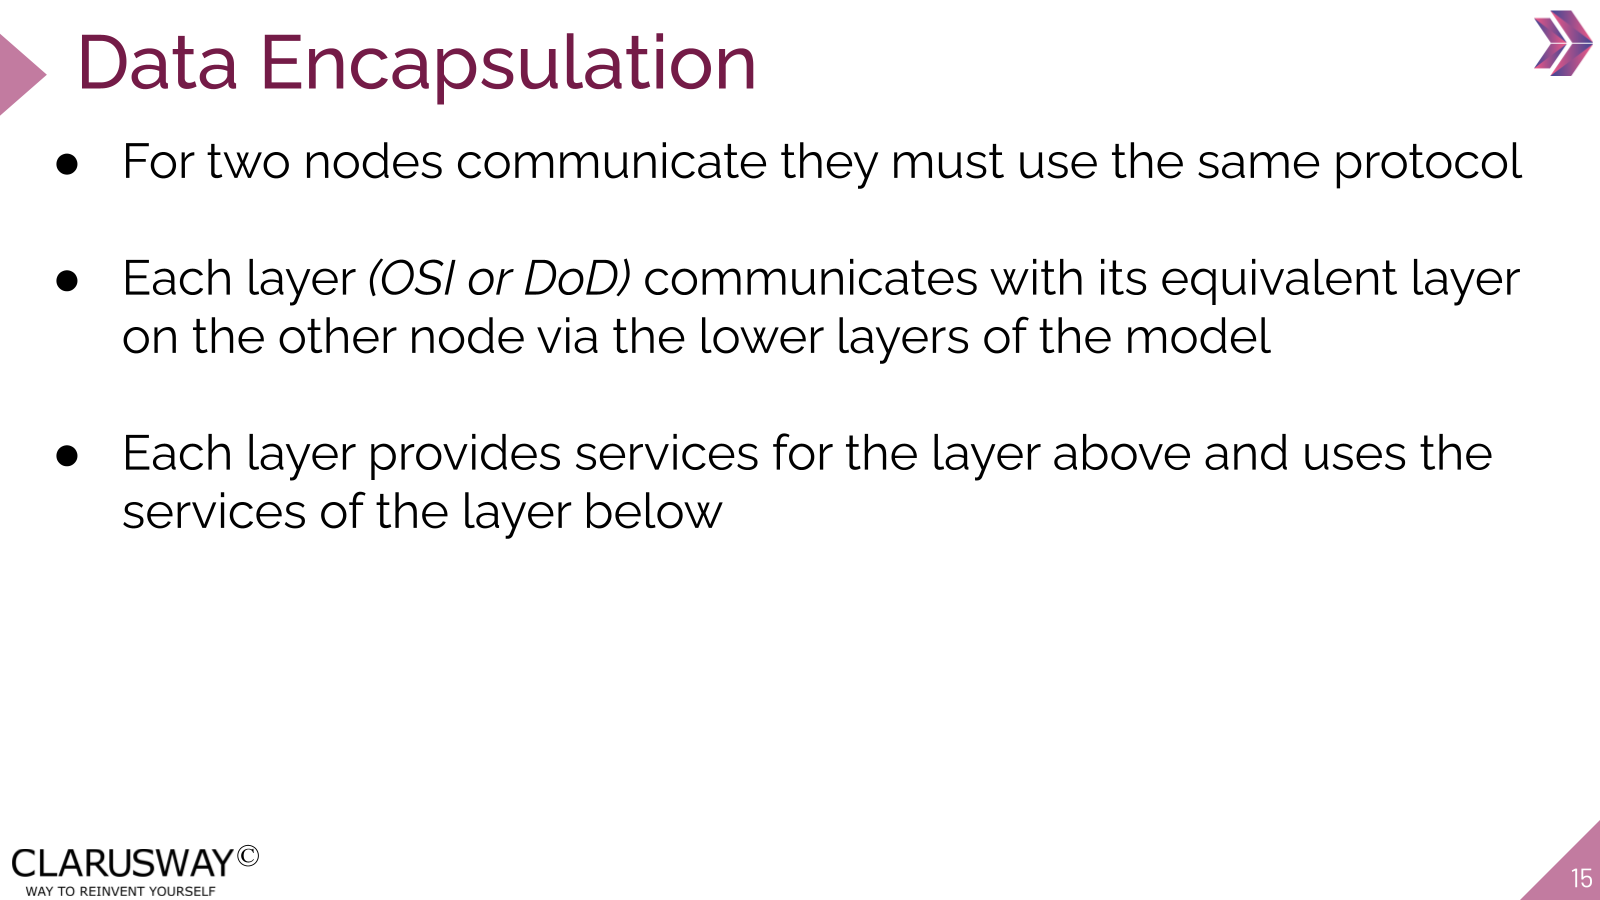 Data Encapsulation
● For two nodes communicate they must use the same protocol
● Each layer (OSI or DoD) communicates with its equivalent layer
on the other node via the lower layers of the model
● Each layer provides services for the layer above and uses the
services of the layer below
CLARUSWAY©
WAY TO REINVENT YOURSELF
15